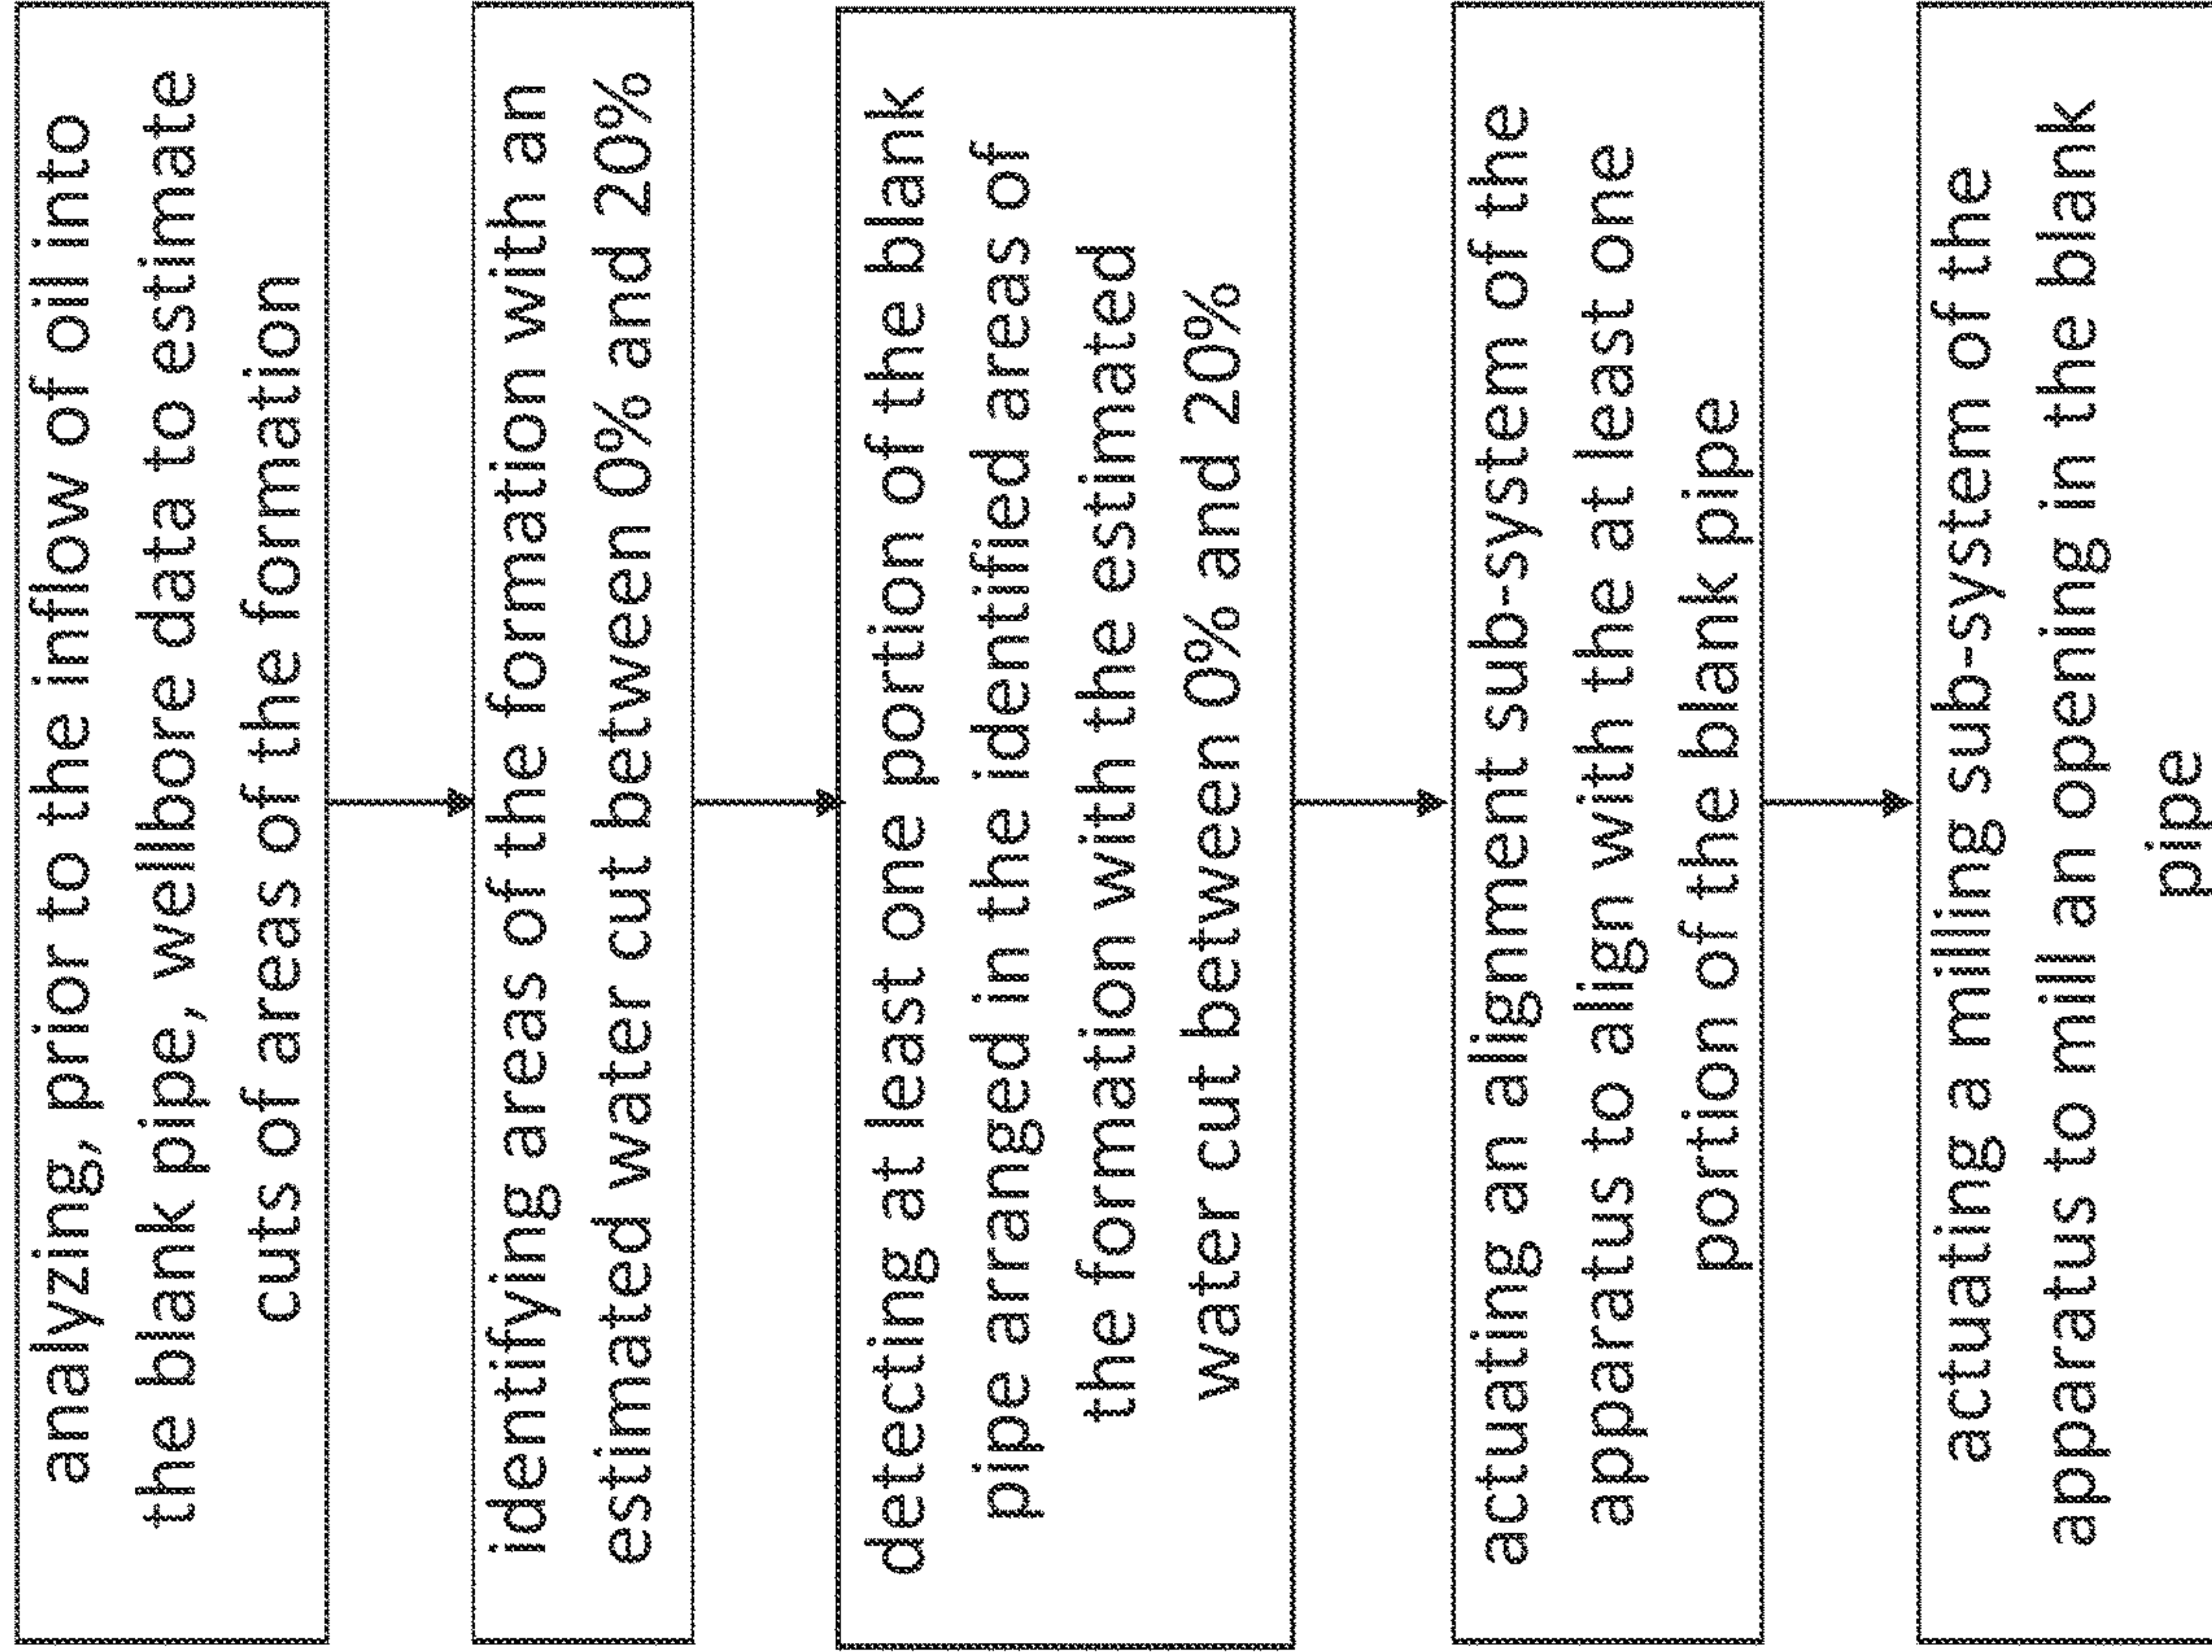 analyzing, prior to the inflow of oil into
the blank pipe, wellbore data to estimate
cuts of areas of the formation
identifying areas of the formation with an
estimated water cut between 0% and 20%
detecting at least one portion of the blank
pipe arranged in the identified areas of
the formation with the estimated
water cut between 0% and 20%
actuating an alignment sub-system of the
apparatus to align with the at least one
portion of the blank pipe
actuating a milling sub-system of the
apparatus to mill an opening in the blank
pipe